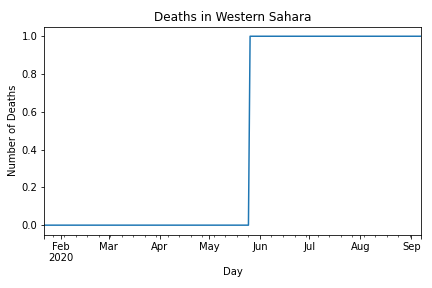 Deaths in Western Sahara
1.0
0.8
0.6
0.4
0.2
0.0
Number of Deaths
Feb Mar Apr May Jun Jul Aug Sep
2020
Day